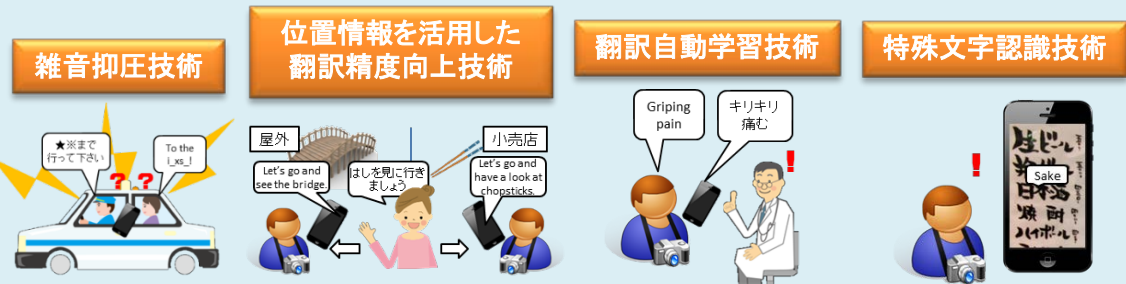 雑音抑圧技術
★※まで
行って下さい
To the
i_xs_!
? ?
位置情報を活用した
翻訳精度向上技術
屋外
小売店
Let's go and
see the bridge.
はしを見に行き
ましょう
Let's go and
have a look at
chopsticks.
翻訳自動学習技術
Griping
pain
キリキリ
痛む
!
特殊文字認識技術
!
生ビール
Sake
日本酒
焼酎
ハイボール